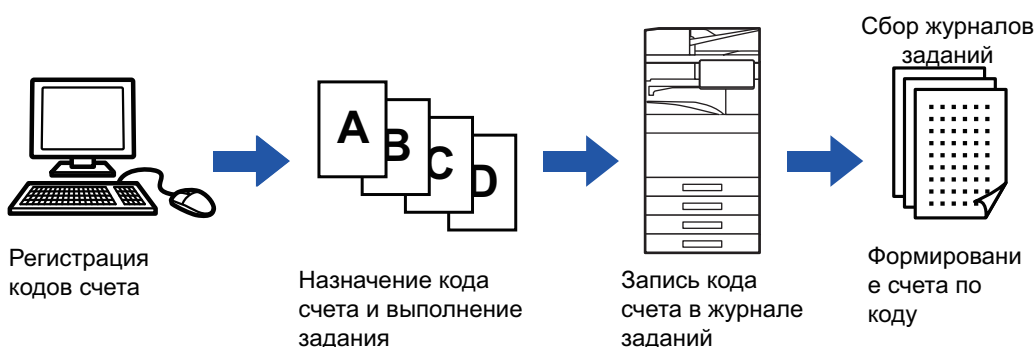 Сбор журналов
заданий
A
B
C
D
Регистрация
кодов счета
Назначение кода
счета и выполнение
задания
Запись кода
счета в журнале
заданий
Формировани
е счета по
коду